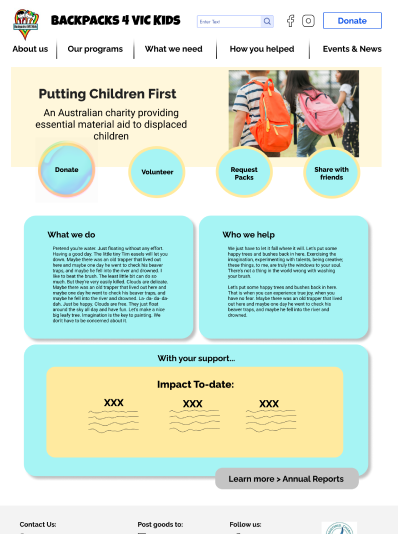 BACKPACKS 4 VIC KIDS
Enter Text
Donate
About us
Our programs
What we need
How you helped
Events & News
Putting Children First
An Australian charity providing
essential material aid to displaced
children
Donate
Volunteer
Request
Packs
Share with
friends
What we do
Pretend you're water. Just floating without any effort.
Having a good day. The little tiny Tim easels will let you
down. Maybe there was an old trapper that lived out
here and maybe one day he went to check his beaver
traps, and maybe he fell into the river and drowned. I
like to beat the brush. The least little bit can do so
much. But they're very easily killed. Clouds are delicate.
Maybe there was an old trapper that lived out here and
maybe one day he went to check his beaver traps, and
maybe he fell into the river and drowned. La- da- da- da-
dah. Just be happy. Clouds are free. They just float
around the sky all day and have fun. Let's make a nice
big leafy tree. Imagination is the key to painting. We
don't have to be concerned about it.
Who we help
We just have to let it fall where it will. Let's put some
happy trees and bushes back in here. Exercising the
imagination, experimenting with talents, being creative;
these things, to me, are truly the windows to your soul.
There's not a thing in the world wrong with washing
your brush.
Let's put some happy trees and bushes back in here.
That is when you can experience true joy, when you
have no fear. Maybe there was an old trapper that lived
out here and maybe one day he went to check his
beaver traps, and maybe he fell into the river and
drowned.
With your support...
Impact To-date:
XXX
XXX
XXX
Learn more > Annual Reports
Contact Us:
Post goods to:
Follow us: